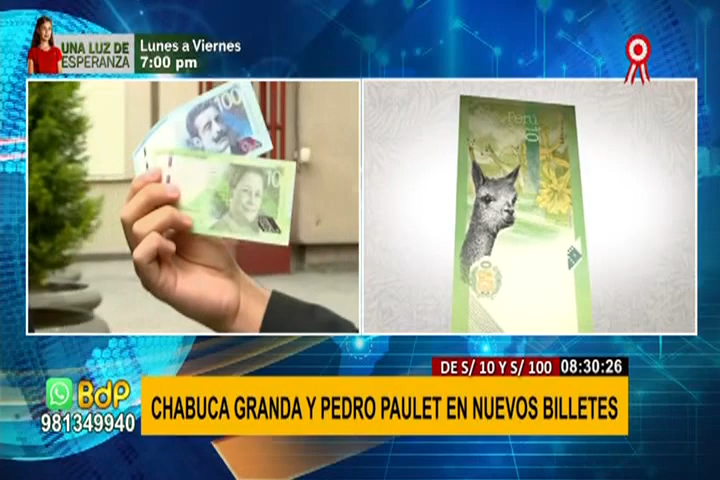 UNA LUZ DE
ESPERANZA
Lunes a Viernes
7:00 pm
100
10
Perú
10
DE S/ 10 Y S/ 100
08:30:26
BdP
981349940
CHABUCA GRANDA Y PEDRO PAULET EN NUEVOS BILLETES